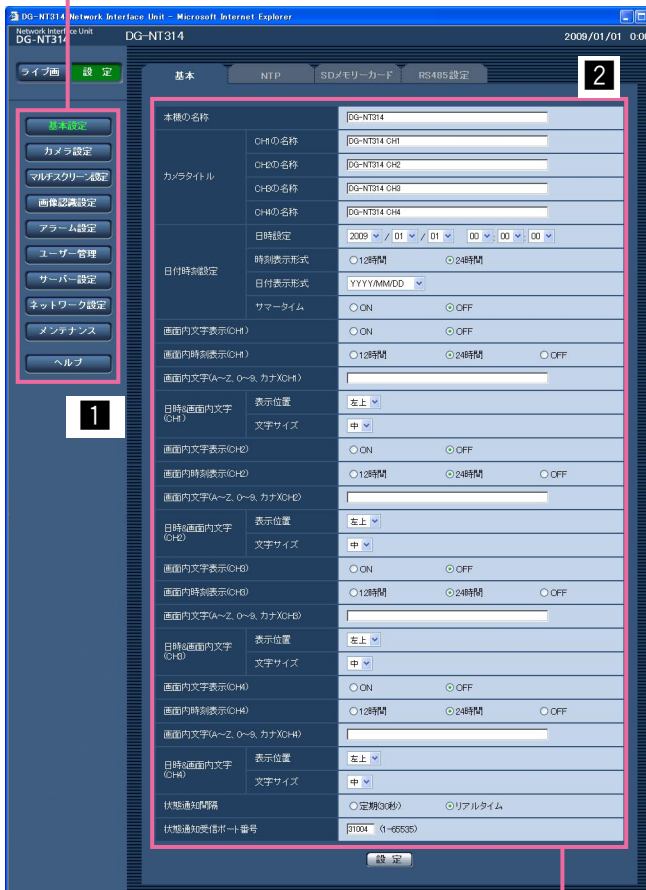 DG-NT314 Network Interface Unit - Microsoft Internet Explorer
Network Interface Unit
DG-NT314
DG-NT314
2009/01/01 0:00
ライブ画 設 定
基本 NTP SDメモリーカード RS485設定
2
基本設定
カメラ設定
マルチスクリーン設定
画像認識設定
アラーム設定
ユーザー管理
サーバー設定
ネットワーク設定
メンテナンス
ヘルプ
1
本機の名称 DG-NT314
カメラタイトル
CH1の名称 DG-NT314 CH1
CH2の名称 DG-NT314 CH2
CH3の名称 DG-NT314 CH3
CH4の名称 DG-NT314 CH4
日付時刻設定
日時設定 2009 / 01 / 01 00 : 00 : 00
時刻表示形式 12時間 24時間
日付表示形式 YYYY/MM/DD
サマータイム ON OFF
画面内文字表示(CH1) ON OFF
画面内時刻表示(CH1) 12時間 24時間 OFF
画面内文字(A～Z, 0～9, カナ)(CH1)
日時&画面内文字
(CH1)
表示位置 左上
文字サイズ 中
画面内文字表示(CH2) ON OFF
画面内時刻表示(CH2) 12時間 24時間 OFF
画面内文字(A～Z, 0～9, カナ)(CH2)
日時&画面内文字
(CH2)
表示位置 左上
文字サイズ 中
画面内文字表示(CH3) ON OFF
画面内時刻表示(CH3) 12時間 24時間 OFF
画面内文字(A～Z, 0～9, カナ)(CH3)
日時&画面内文字
(CH3)
表示位置 左上
文字サイズ 中
画面内文字表示(CH4) ON OFF
画面内時刻表示(CH4) 12時間 24時間 OFF
画面内文字(A～Z, 0～9, カナ)(CH4)
日時&画面内文字
(CH4)
表示位置 左上
文字サイズ 中
状態通知間隔 定期(30秒) リアルタイム
状態通知受信ポート番号 31004 (1-65535)
設 定